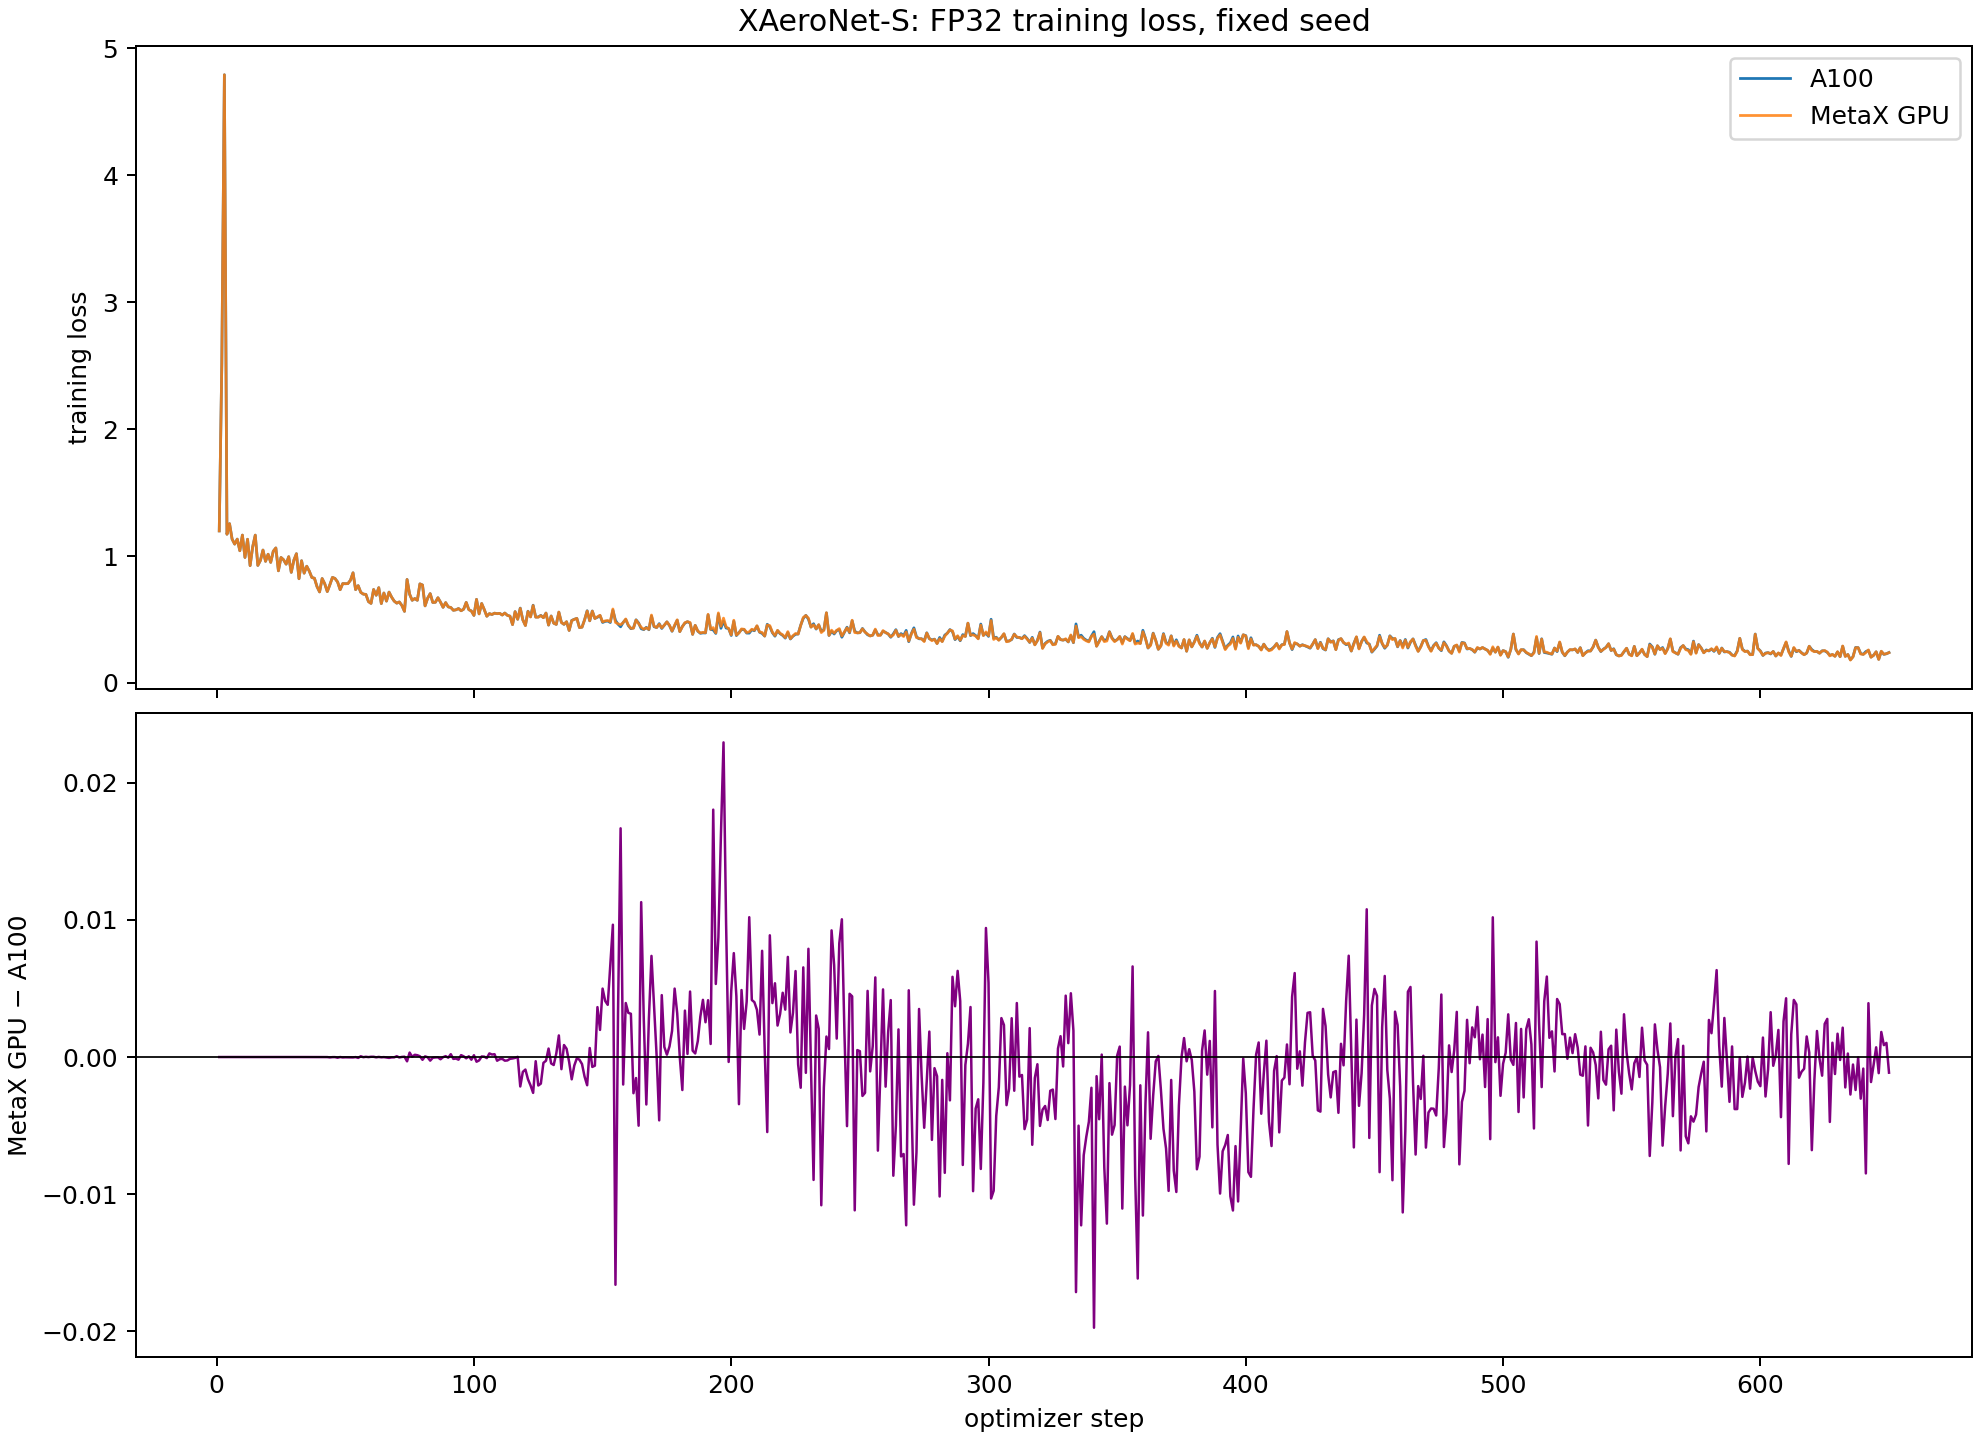 XAeroNet-S: FP32 training loss, fixed seed
5
4
3
2
1
0
training loss
A100
MetaX GPU
0.02
0.01
0.00
−0.01
−0.02
MetaX GPU − A100
0 100 200 300 400 500 600
optimizer step